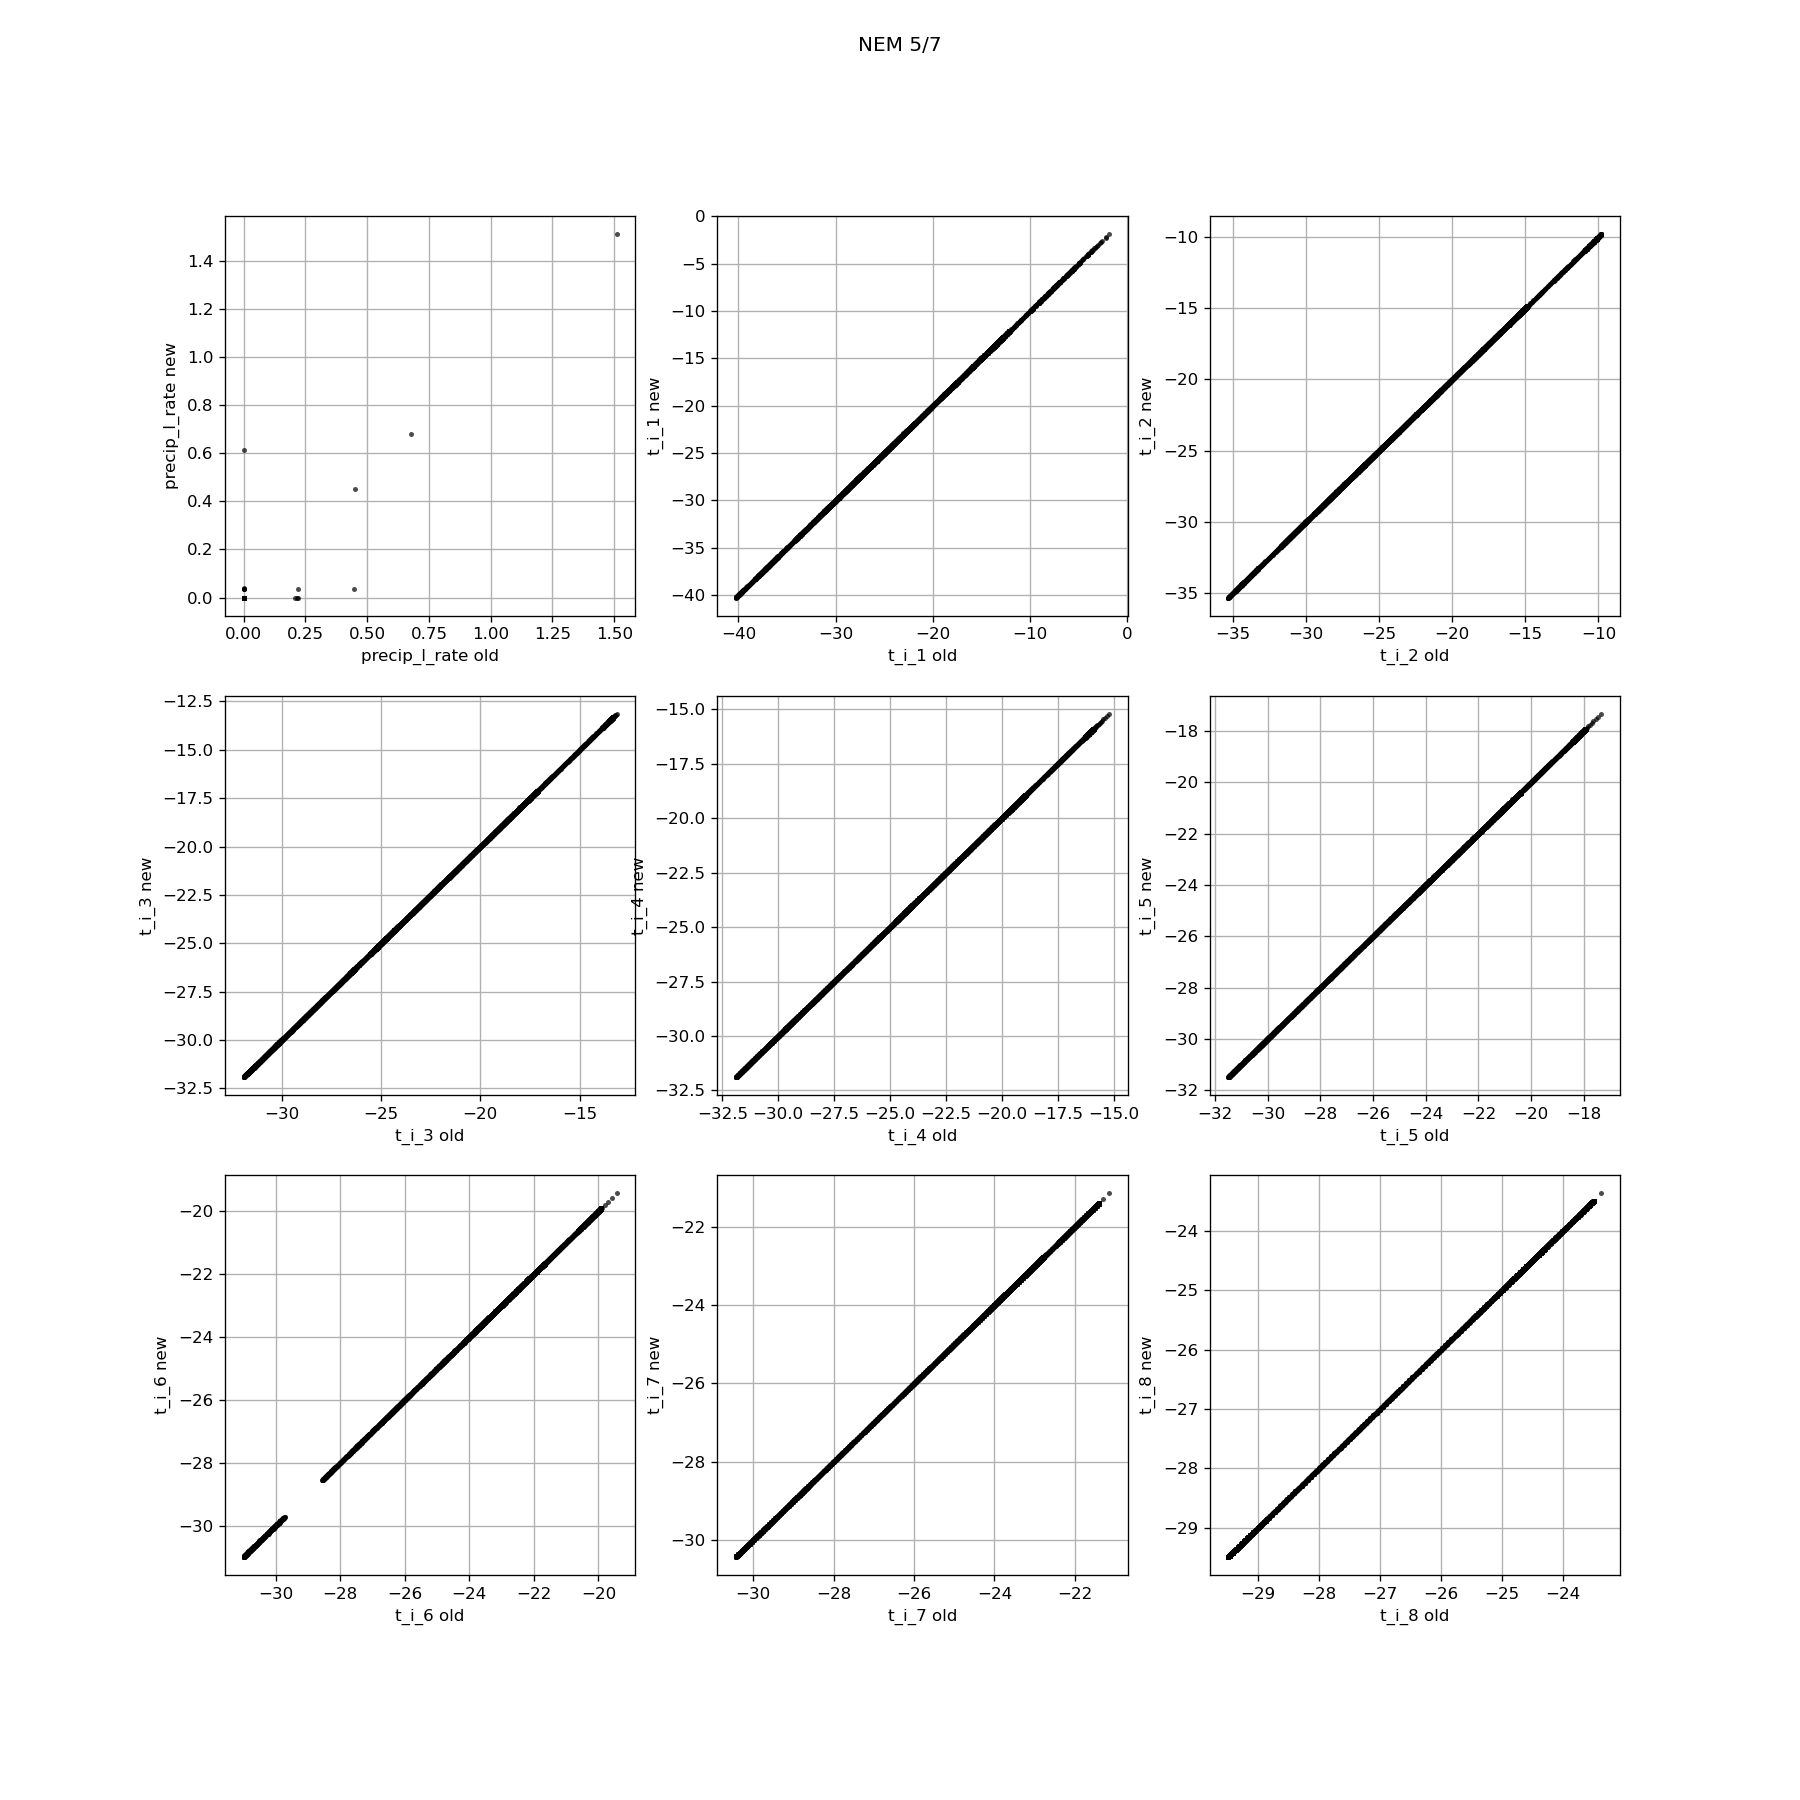 NEM 5/7
precip_l_rate new
1.4
1.2
1.0
0.8
0.6
0.4
0.2
0.0
0.00 0.25 0.50 0.75 1.00 1.25 1.50
precip_l_rate old
t_i_1 new
0
−5
−10
−15
−20
−25
−30
−35
−40
−40 −30 −20 −10 0
t_i_1 old
t_i_2 new
−10
−15
−20
−25
−30
−35
−35 −30 −25 −20 −15 −10
t_i_2 old
t_i_3 new
−12.5
−15.0
−17.5
−20.0
−22.5
−25.0
−27.5
−30.0
−32.5
−30 −25 −20 −15
t_i_3 old
t_i_4 new
−15.0
−17.5
−20.0
−22.5
−25.0
−27.5
−30.0
−32.5
−32.5 −30.0 −27.5 −25.0 −22.5 −20.0 −17.5 −15.0
t_i_4 old
t_i_5 new
−18
−20
−22
−24
−26
−28
−30
−32
−32 −30 −28 −26 −24 −22 −20 −18
t_i_5 old
t_i_6 new
−20
−22
−24
−26
−28
−30
−30 −28 −26 −24 −22 −20
t_i_6 old
t_i_7 new
−22
−24
−26
−28
−30
−30 −28 −26 −24 −22
t_i_7 old
t_i_8 new
−24
−25
−26
−27
−28
−29
−29 −28 −27 −26 −25 −24
t_i_8 old